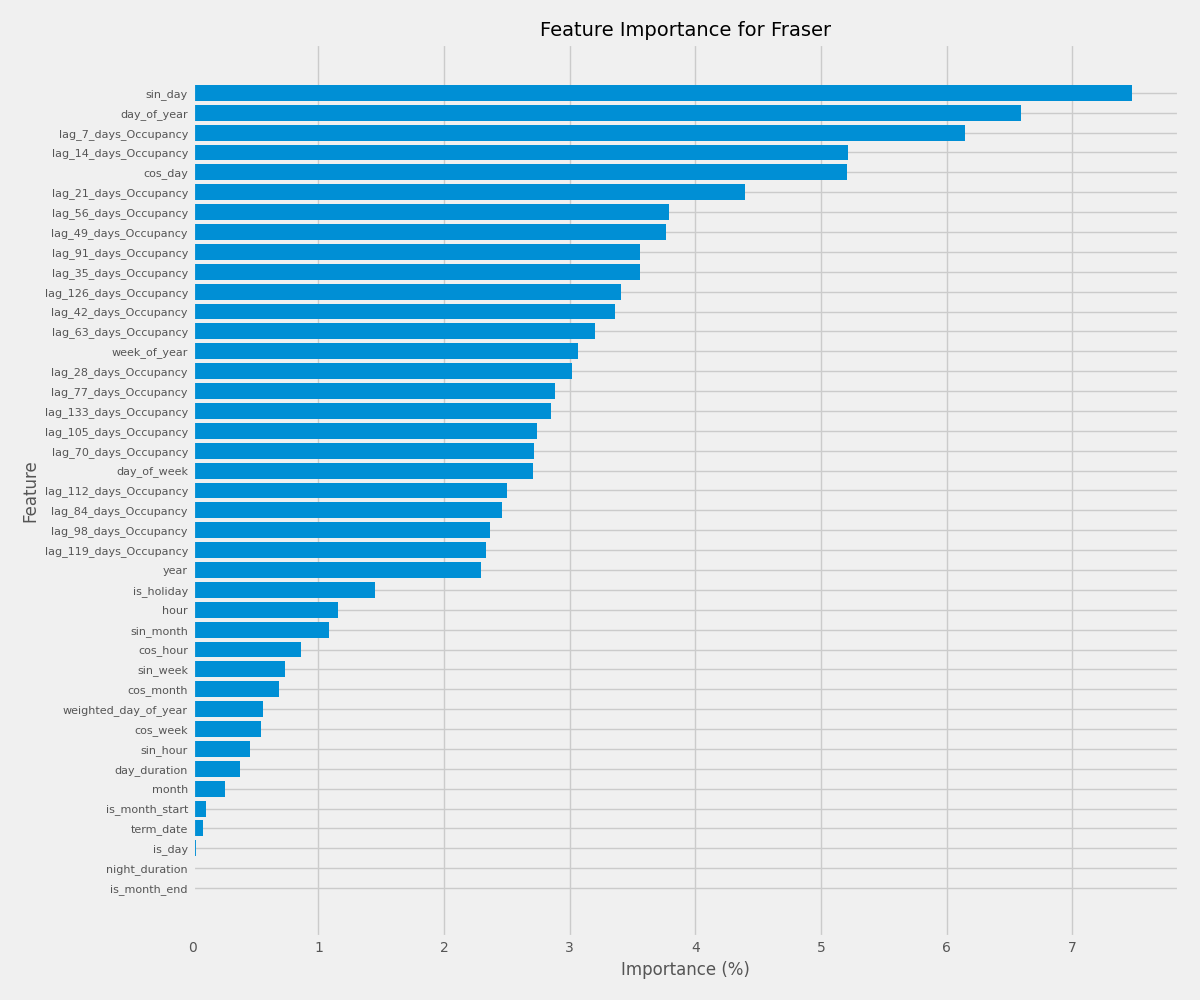 Feature Importance for Fraser
Feature
sin_day
day_of_year
lag_7_days_Occupancy
lag_14_days_Occupancy
cos_day
lag_21_days_Occupancy
lag_56_days_Occupancy
lag_49_days_Occupancy
lag_91_days_Occupancy
lag_35_days_Occupancy
lag_126_days_Occupancy
lag_42_days_Occupancy
lag_63_days_Occupancy
week_of_year
lag_28_days_Occupancy
lag_77_days_Occupancy
lag_133_days_Occupancy
lag_105_days_Occupancy
lag_70_days_Occupancy
day_of_week
lag_112_days_Occupancy
lag_84_days_Occupancy
lag_98_days_Occupancy
lag_119_days_Occupancy
year
is_holiday
hour
sin_month
cos_hour
sin_week
cos_month
weighted_day_of_year
cos_week
sin_hour
day_duration
month
is_month_start
term_date
is_day
night_duration
is_month_end
0 1 2 3 4 5 6 7
Importance (%)